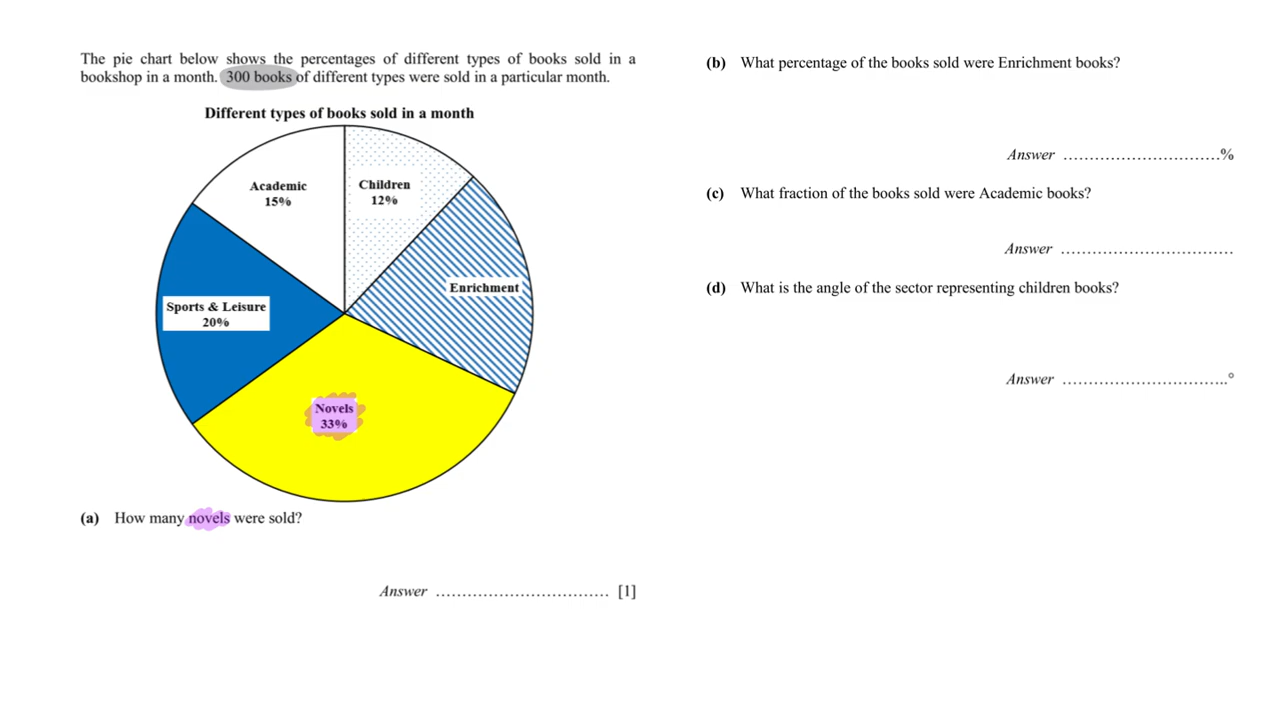 The pie chart below shows the percentages of different types of books sold in a
bookshop in a month. 300 books of different types were sold in a particular month.
Different types of books sold in a month
Academic
15%
Children
12%
Enrichment
Sports & Leisure
20%
Novels
33%
(a) How many novels were sold?
Answer ................................. [1]
(b) What percentage of the books sold were Enrichment books?
Answer ..............................%
(c) What fraction of the books sold were Academic books?
Answer .................................
(d) What is the angle of the sector representing children books?
Answer ................................°